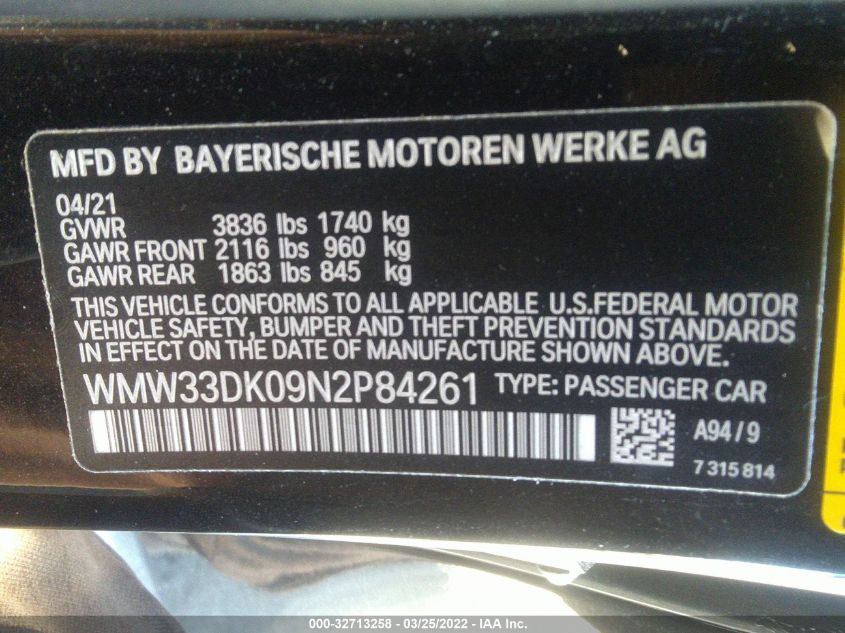 MFD BY BAYERISCHE MOTOREN WERKE AG
04/21
GVWR 3836 lbs 1740 kg
GAWR FRONT 2116 lbs 960 kg
GAWR REAR 1863 lbs 845 kg
THIS VEHICLE CONFORMS TO ALL APPLICABLE U.S.FEDERAL MOTOR
VEHICLE SAFETY, BUMPER AND THEFT PREVENTION STANDARDS
IN EFFECT ON THE DATE OF MANUFACTURE SHOWN ABOVE.
WMW33DK09N2P84261 TYPE: PASSENGER CAR
A94/9
7 315 814
000-32713258 - 03/25/2022 - IAA Inc.